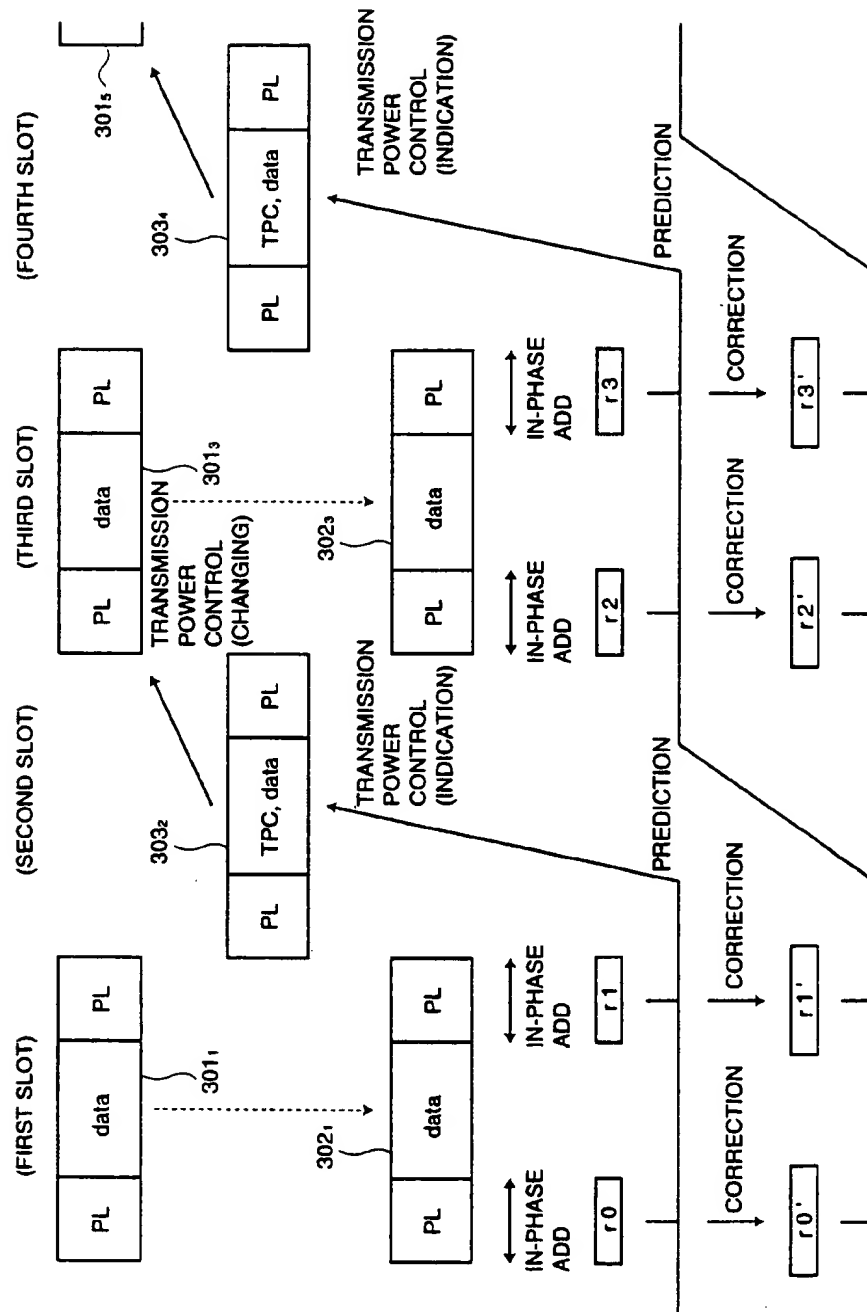 (FIRST SLOT)
(SECOND SLOT)
(THIRD SLOT)
(FOURTH SLOT)
PL
data
PL
301₁
PL
data
PL
301₃
301₅
TRANSMISSION
POWER
CONTROL
(CHANGING)
303₂
PL
TPC, data
PL
303₄
PL
TPC, data
PL
TRANSMISSION
POWER
CONTROL
(INDICATION)
TRANSMISSION
POWER
CONTROL
(INDICATION)
302₁
PL
data
PL
302₃
PL
data
PL
IN-PHASE
ADD
IN-PHASE
ADD
IN-PHASE
ADD
IN-PHASE
ADD
r0
r1
r2
r3
PREDICTION
PREDICTION
CORRECTION
CORRECTION
CORRECTION
CORRECTION
r0'
r1'
r2'
r3'